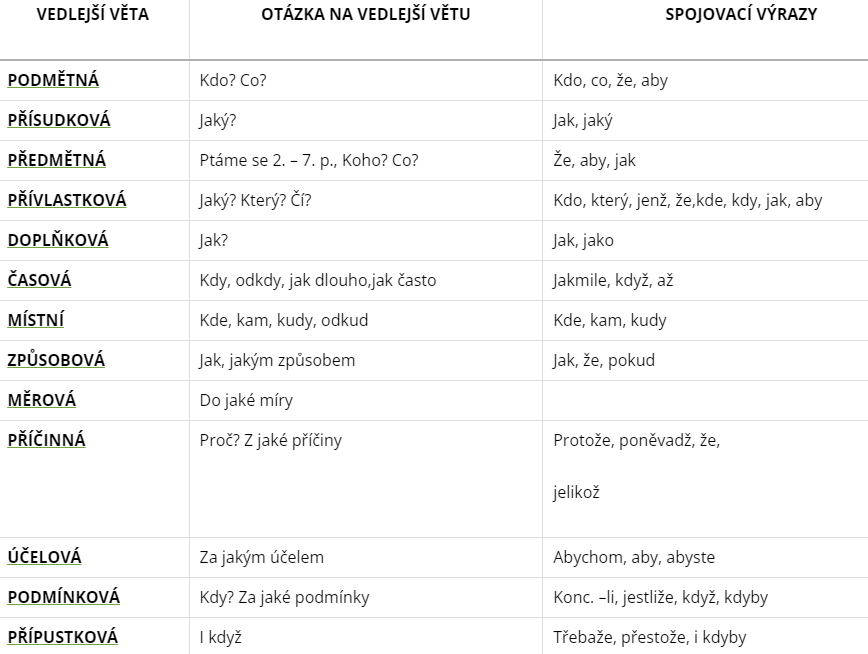 VEDLEJŠÍ VĚTA OTÁZKA NA VEDLEJŠÍ VĚTU SPOJOVACÍ VÝRAZY
PODMĚTNÁ Kdo? Co? Kdo, co, že, aby
PŘÍSUDKOVÁ Jaký? Jak, jaký
PŘEDMĚTNÁ Ptáme se 2. – 7. p., Koho? Co? Že, aby, jak
PŘÍVLASTKOVÁ Jaký? Který? Čí? Kdo, který, jenž, že,kde, kdy, jak, aby
DOPLŇKOVÁ Jak? Jak, jako
ČASOVÁ Kdy, odkdy, jak dlouho,jak často Jakmile, když, až
MÍSTNÍ Kde, kam, kudy, odkud Kde, kam, kudy
ZPŮSOBOVÁ Jak, jakým způsobem Jak, že, pokud
MĚROVÁ Do jaké míry
PŘÍČINNÁ Proč? Z jaké příčiny Protože, poněvadž, že,
jelikož
ÚČELOVÁ Za jakým účelem Abychom, aby, abyste
PODMÍNKOVÁ Kdy? Za jaké podmínky Konc. –li, jestliže, když, kdyby
PŘÍPUSTKOVÁ I když Třebaže, přestože, i kdyby